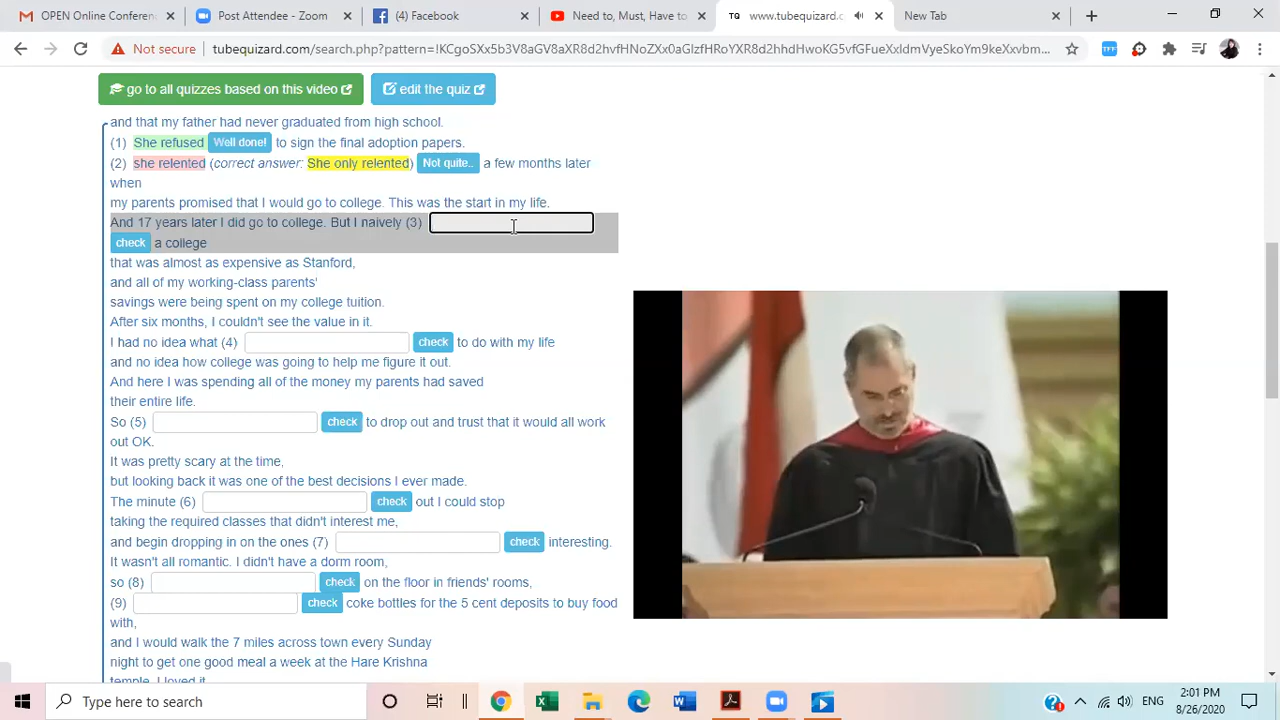 OPEN Online Conferenc
Post Attendee - Zoom
(4) Facebook
Need to, Must, Have to
TQ www.tubequizard.com/
New Tab
Not secure
tubequizard.com/search.php?pattern=!KCgoSXx5b3V8aGV8aXR8d2hvfHNoZXx0aGlzfHRoYXR8d2hhdHwoKG5vfGFueXxldmVyeSkoYm9keXxvbm...
go to all quizzes based on this video
edit the quiz
and that my father had never graduated from high school.
(1) She refused Well done! to sign the final adoption papers.
(2) she relented (correct answer: She only relented) Not quite.. a few months later
when
my parents promised that I would go to college. This was the start in my life.
And 17 years later I did go to college. But I naively (3)
check a college
that was almost as expensive as Stanford,
and all of my working-class parents'
savings were being spent on my college tuition.
After six months, I couldn't see the value in it.
I had no idea what (4) check to do with my life
and no idea how college was going to help me figure it out.
And here I was spending all of the money my parents had saved
their entire life.
So (5) check to drop out and trust that it would all work
out OK.
It was pretty scary at the time,
but looking back it was one of the best decisions I ever made.
The minute (6) check out I could stop
taking the required classes that didn't interest me,
and begin dropping in on the ones (7) check interesting.
It wasn't all romantic. I didn't have a dorm room,
so (8) check on the floor in friends' rooms,
(9) check coke bottles for the 5 cent deposits to buy food
with,
and I would walk the 7 miles across town every Sunday
night to get one good meal a week at the Hare Krishna
temple. I loved it.
Type here to search
ENG
2:01 PM
8/26/2020